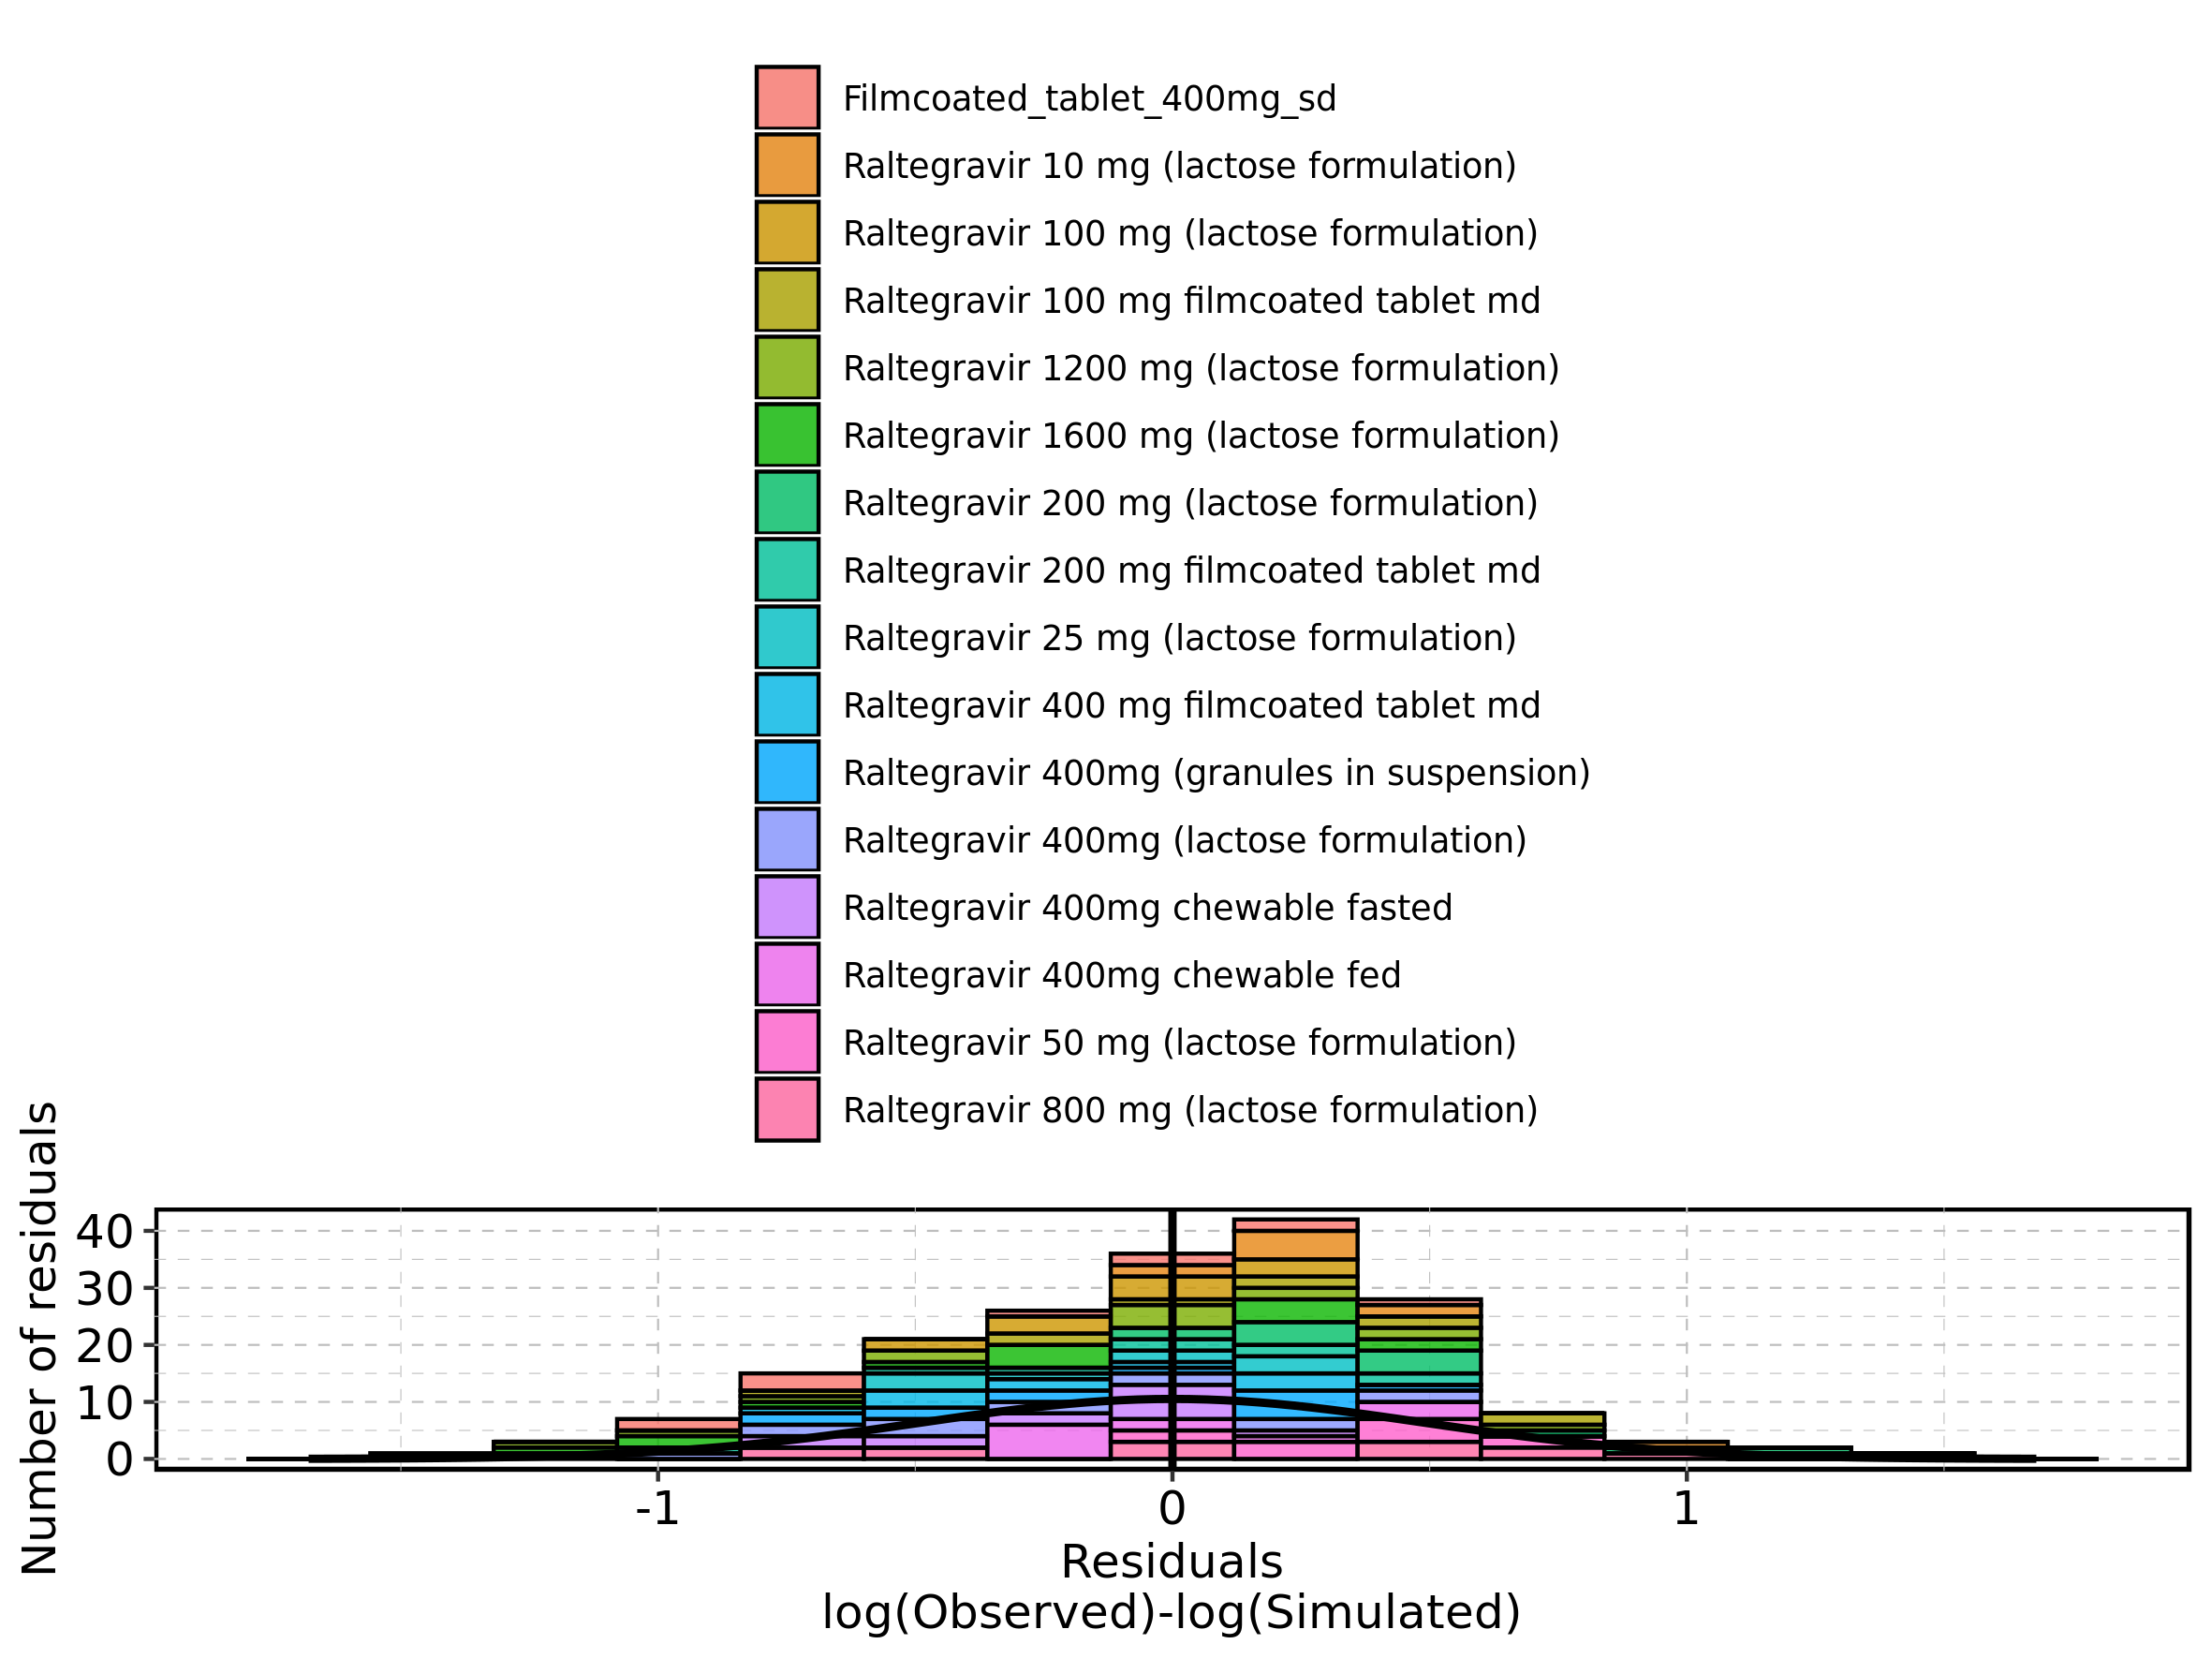 Filmcoated_tablet_400mg_sd
Raltegravir 10 mg (lactose formulation)
Raltegravir 100 mg (lactose formulation)
Raltegravir 100 mg filmcoated tablet md
Raltegravir 1200 mg (lactose formulation)
Raltegravir 1600 mg (lactose formulation)
Raltegravir 200 mg (lactose formulation)
Raltegravir 200 mg filmcoated tablet md
Raltegravir 25 mg (lactose formulation)
Raltegravir 400 mg filmcoated tablet md
Raltegravir 400mg (granules in suspension)
Raltegravir 400mg (lactose formulation)
Raltegravir 400mg chewable fasted
Raltegravir 400mg chewable fed
Raltegravir 50 mg (lactose formulation)
Raltegravir 800 mg (lactose formulation)
Number of residuals
40
30
20
10
0
-1 0 1
Residuals
log(Observed)-log(Simulated)